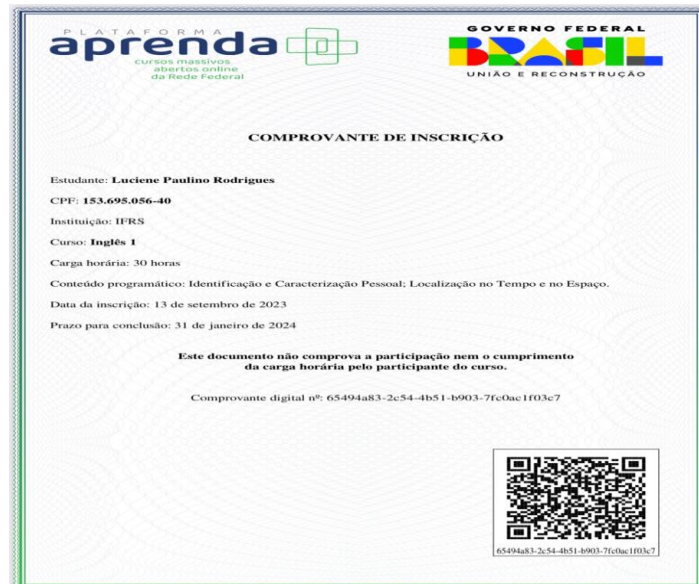 PLATAFORMA
aprenda
cursos massivos
abertos online
da Rede Federal
GOVERNO FEDERAL
BRASIL
UNIÃO E RECONSTRUÇÃO
COMPROVANTE DE INSCRIÇÃO
Estudante: Luciene Paulino Rodrigues
CPF: 153.695.056-40
Instituição: IFRS
Curso: Inglês 1
Carga horária: 30 horas
Conteúdo programático: Identificação e Caracterização Pessoal; Localização no Tempo e no Espaço.
Data da inscrição: 13 de setembro de 2023
Prazo para conclusão: 31 de janeiro de 2024
Este documento não comprova a participação nem o cumprimento
da carga horária pelo participante do curso.
Comprovante digital nº: 65494a83-2c54-4b51-b903-7fc0ac1f03c7
65494a83-2c54-4b51-b903-7fc0ac1f03c7